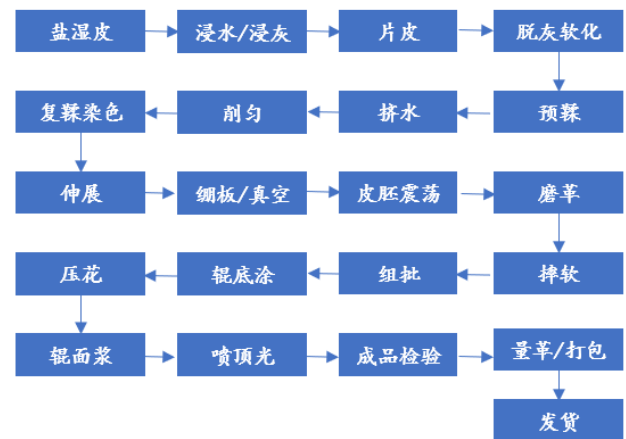 盐湿皮
浸水/浸灰
片皮
脱灰软化
预鞣
挤水
削匀
复鞣染色
伸展
绷板/真空
皮胚震荡
磨革
摔软
组批
辊底涂
压花
辊面浆
喷顶光
成品检验
量革/打包
发货